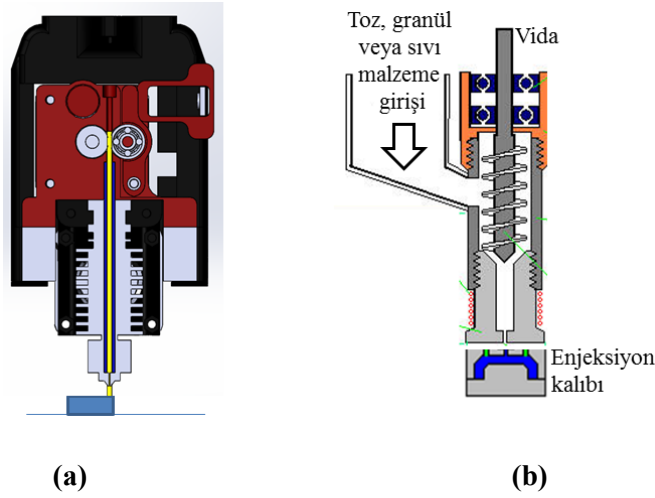 Toz, granül
veya sıvı
malzeme
girişi
Vida
Enjeksiyon
kalıbı
(a)
(b)